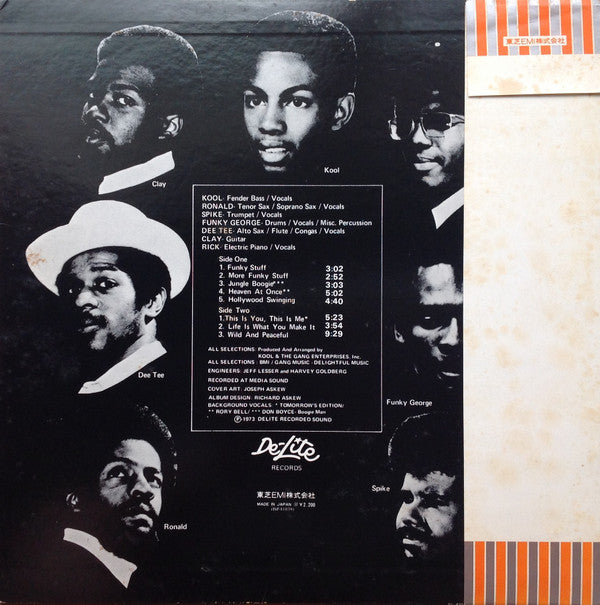 東芝EMI株式会社
Clay
Kool
KOOL- Fender Bass / Vocals
RONALD- Tenor Sax / Soprano Sax / Vocals
SPIKE- Trumpet / Vocals
FUNKY GEORGE- Drums / Vocals / Misc. Percussion
DEE TEE- Alto Sax / Flute / Congas / Vocals
CLAY- Guitar
RICK- Electric Piano / Vocals
Side One
1. Funky Stuff 3:02
2. More Funky Stuff 2:52
3. Jungle Boogie*** 3:03
4. Heaven At Once** 5:02
5. Hollywood Swinging 4:40
Side Two
1. This Is You, This Is Me* 5:23
2. Life Is What You Make It 3:54
3. Wild And Peaceful 9:29
ALL SELECTIONS: Produced And Arranged by
KOOL & THE GANG ENTERPRISES, Inc.
ALL SELECTIONS - BMI / GANG MUSIC - DELIGHTFUL MUSIC
ENGINEERS: JEFF LESSER and HARVEY GOLDBERG
RECORDED AT MEDIA SOUND
COVER ART: JOSEPH ASKEW
ALBUM DESIGN: RICHARD ASKEW
BACKGROUND VOCALS: * TOMORROW'S EDITION/
** RORY BELL/ *** DON BOYCE- Boogie Man
Ⓟ 1973 DELITE RECORDED SOUND
Dee Tee
Funky George
De-Lite
RECORDS
Ronald
Spike
東芝EMI株式会社
MADE IN JAPAN Ⓗ ¥2,200